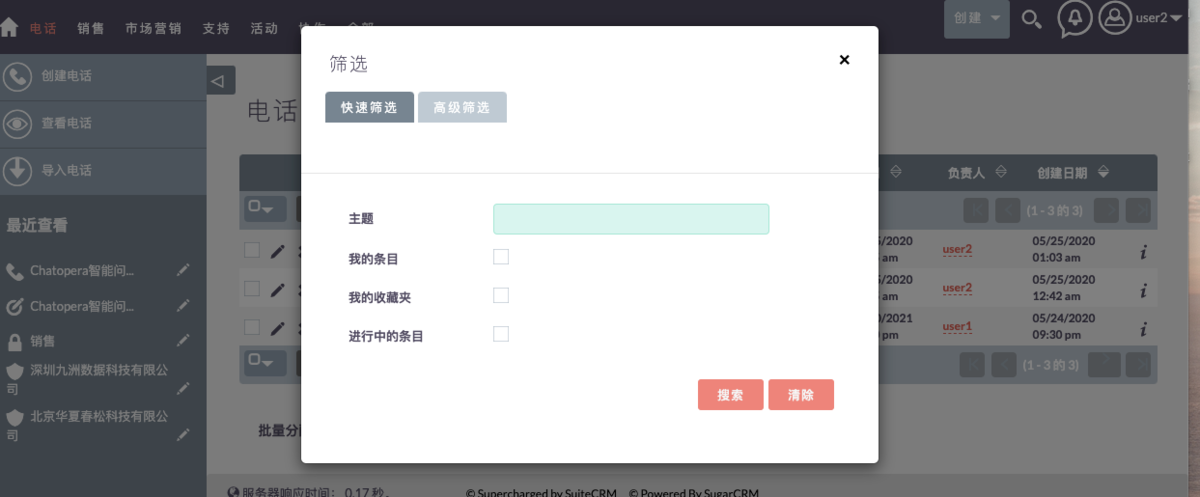 电话 销售 市场营销 支持 活动 创建 user2
创建电话
查看电话
导入电话
最近查看
Chatopera智能问...
Chatopera智能问...
销售
深圳九洲数据科技有限公
司
北京华夏春松科技有限公
司
电话
筛选 ×
快速筛选 高级筛选
主题
我的条目
我的收藏夹
进行中的条目
搜索 清除
负责人 创建日期
(1 - 3 的 3)
/2020 user2 05/25/2020
am 01:03 am
/2020 user2 05/25/2020
am 12:42 am
/2021 user1 05/24/2020
pm 09:30 pm
(1 - 3 的 3)
批量分
服务器响应时间： 0.17 秒。 © Supercharged by SuiteCRM © Powered By SugarCRM